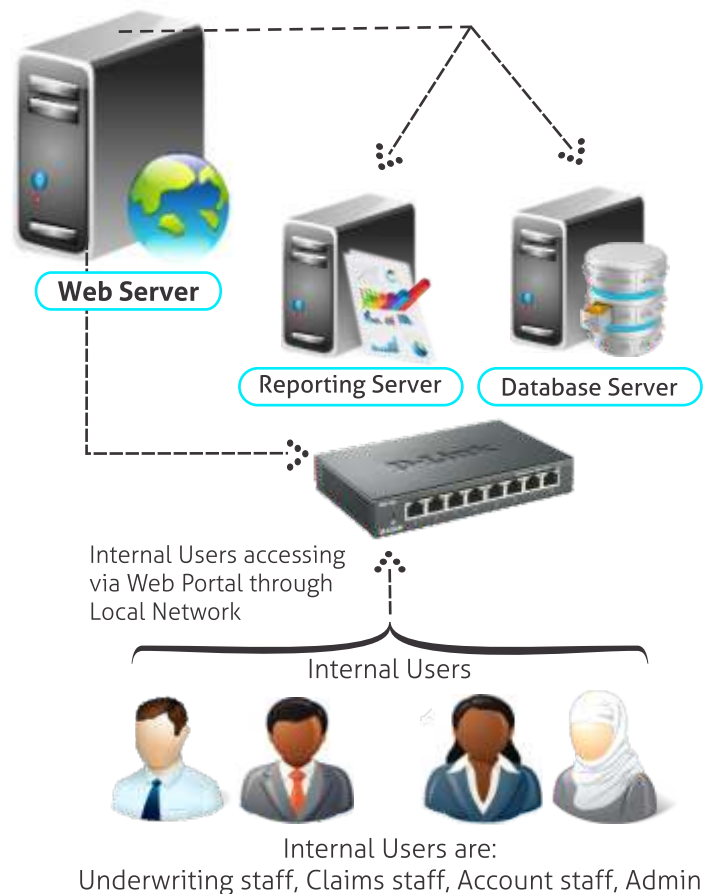 Web Server
Reporting Server
Database Server
D-Link
Internal Users accessing
via Web Portal through
Local Network
Internal Users
Internal Users are:
Underwriting staff, Claims staff, Account staff, Admin